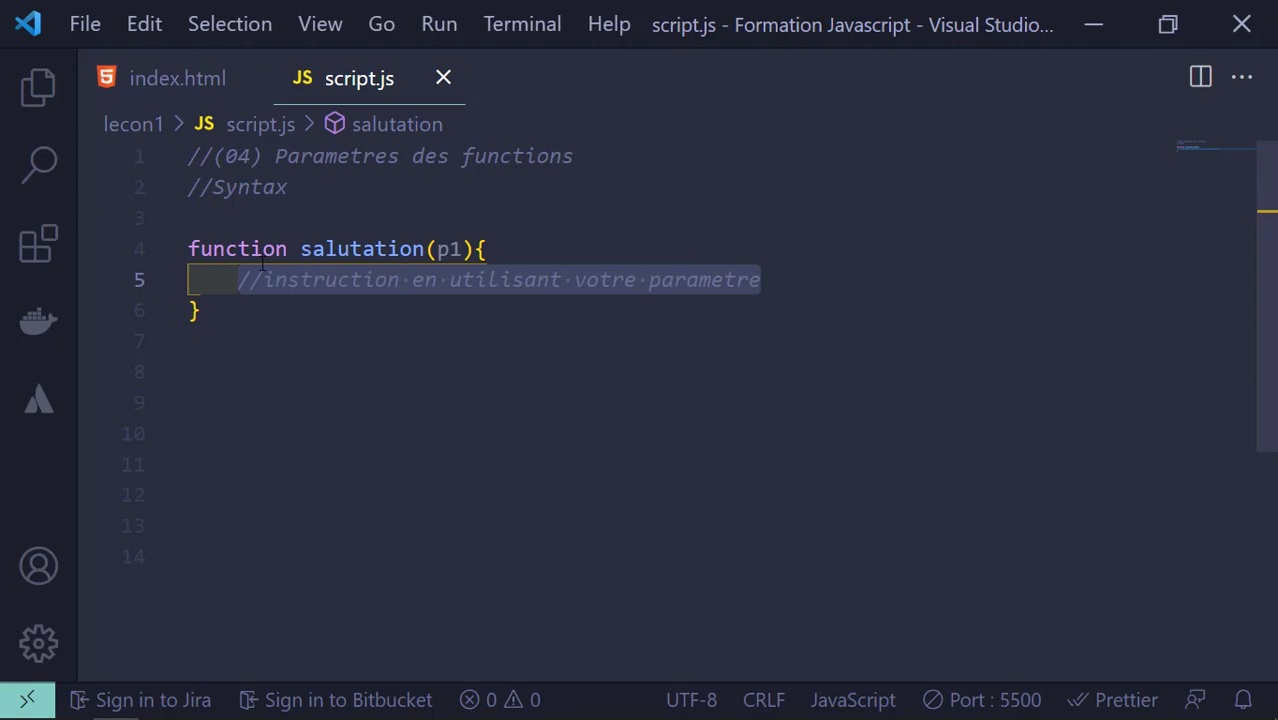 File Edit Selection View Go Run Terminal Help script.js - Formation Javascript - Visual Studio...
index.html JS script.js
lecon1 > JS script.js > salutation
1 //(04) Parametres des functions
2 //Syntax
3
4 function salutation(p1){
5 //instruction·en·utilisant·votre·parametre
6 }
7
8
9
10
11
12
13
14
Sign in to Jira Sign in to Bitbucket 0 0 UTF-8 CRLF JavaScript Port : 5500 Prettier